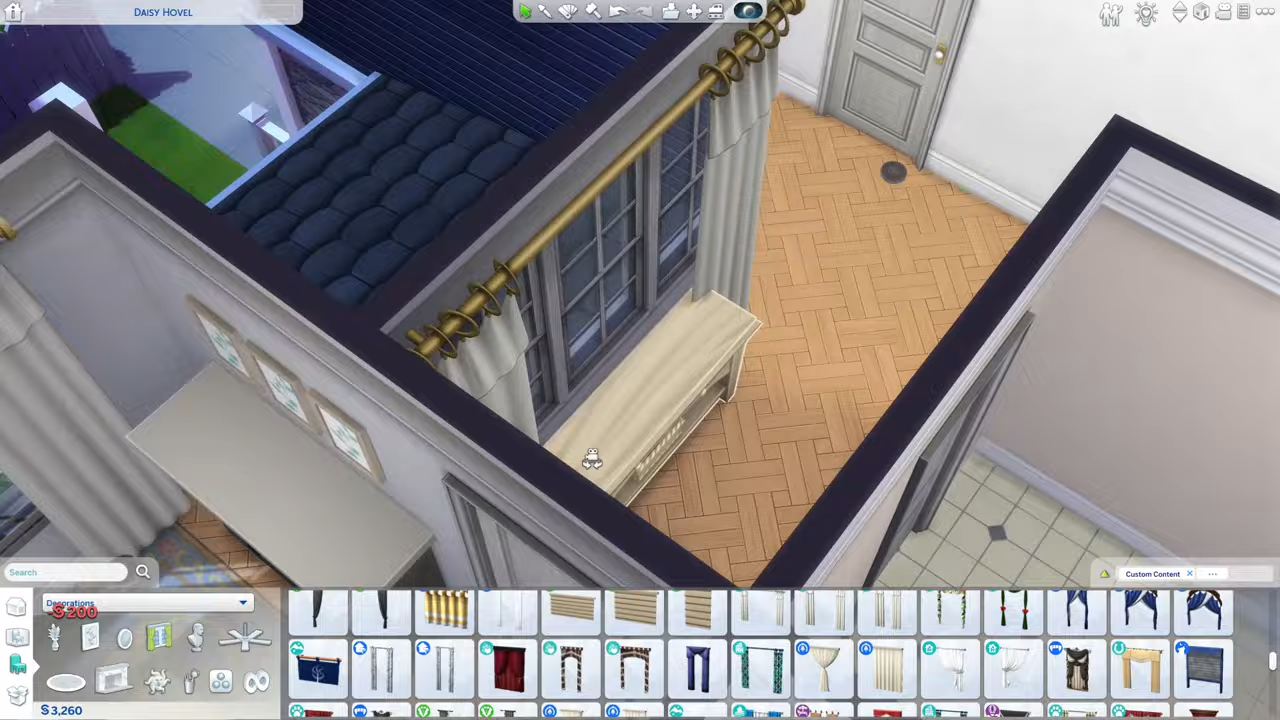 DAISY HOVEL
Search
Custom Content
Decorations
-$200
$3,260